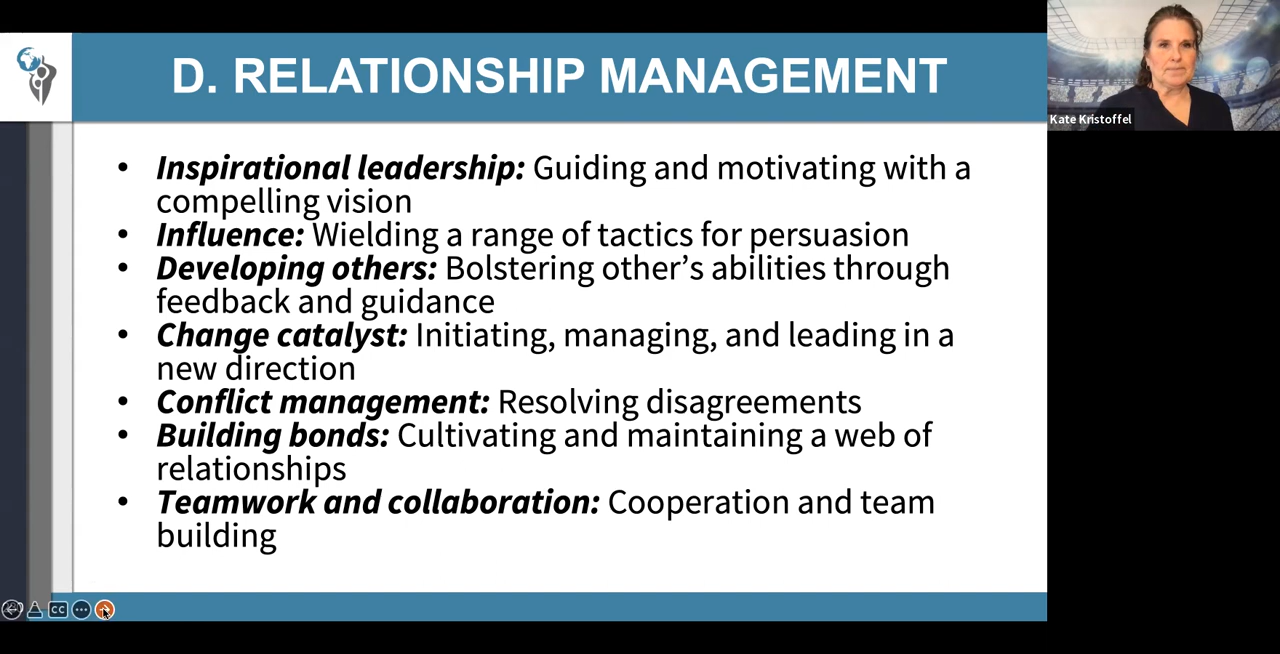 D. RELATIONSHIP MANAGEMENT
Kate Kristoffel
• Inspirational leadership: Guiding and motivating with a
compelling vision
• Influence: Wielding a range of tactics for persuasion
• Developing others: Bolstering other’s abilities through
feedback and guidance
• Change catalyst: Initiating, managing, and leading in a
new direction
• Conflict management: Resolving disagreements
• Building bonds: Cultivating and maintaining a web of
relationships
• Teamwork and collaboration: Cooperation and team
building
CC